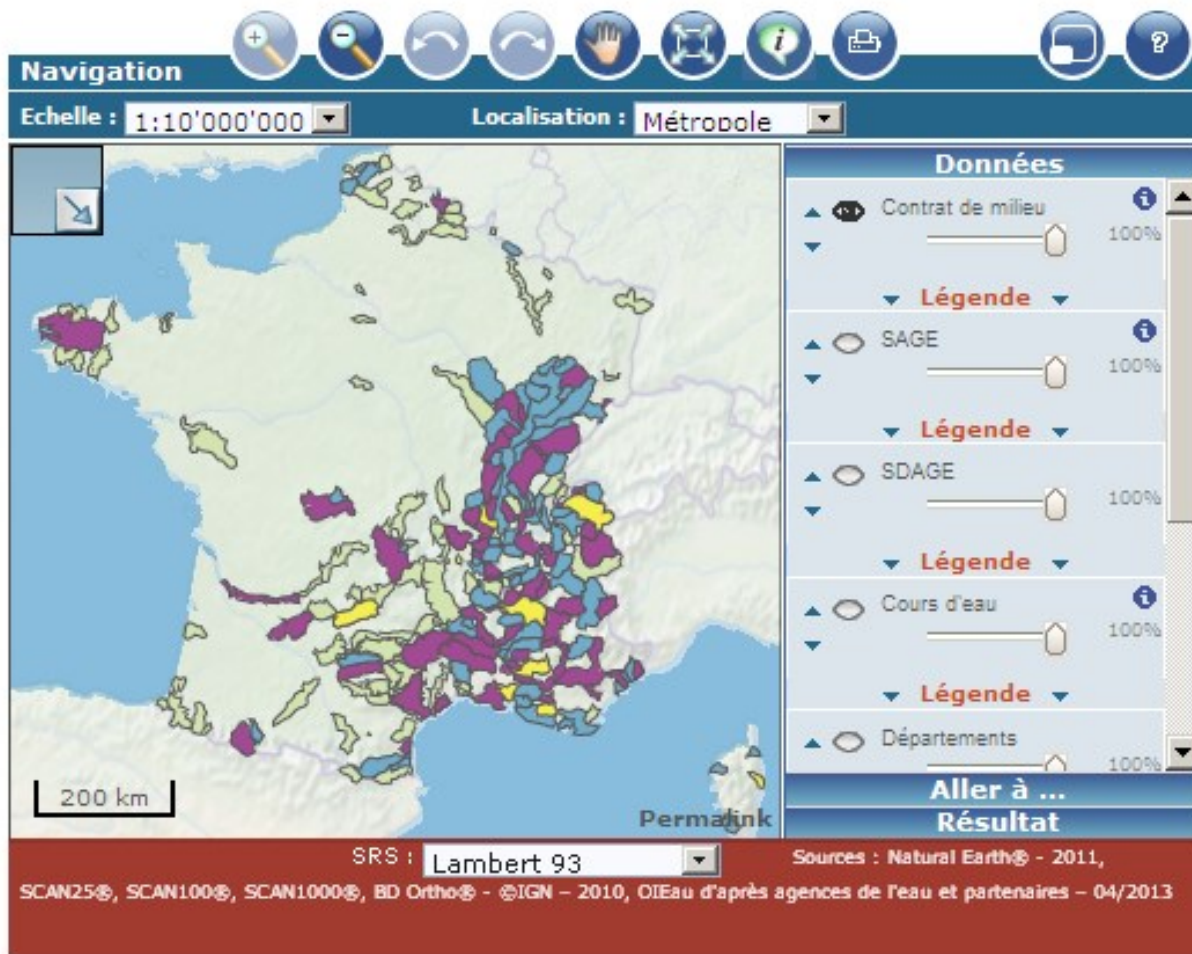 Navigation
Echelle : 1:10'000'000 Localisation : Métropole
Données
Contrat de milieu
100%
Légende
SAGE
100%
Légende
SDAGE
100%
Légende
Cours d'eau
100%
Légende
Départements
100%
200 km
Permalink
Aller à ...
Résultat
SRS : Lambert 93 Sources : Natural Earth® - 2011,
SCAN25®, SCAN100®, SCAN1000®, BD Ortho® - ©IGN – 2010, OIEau d'après agences de l'eau et partenaires – 04/2013